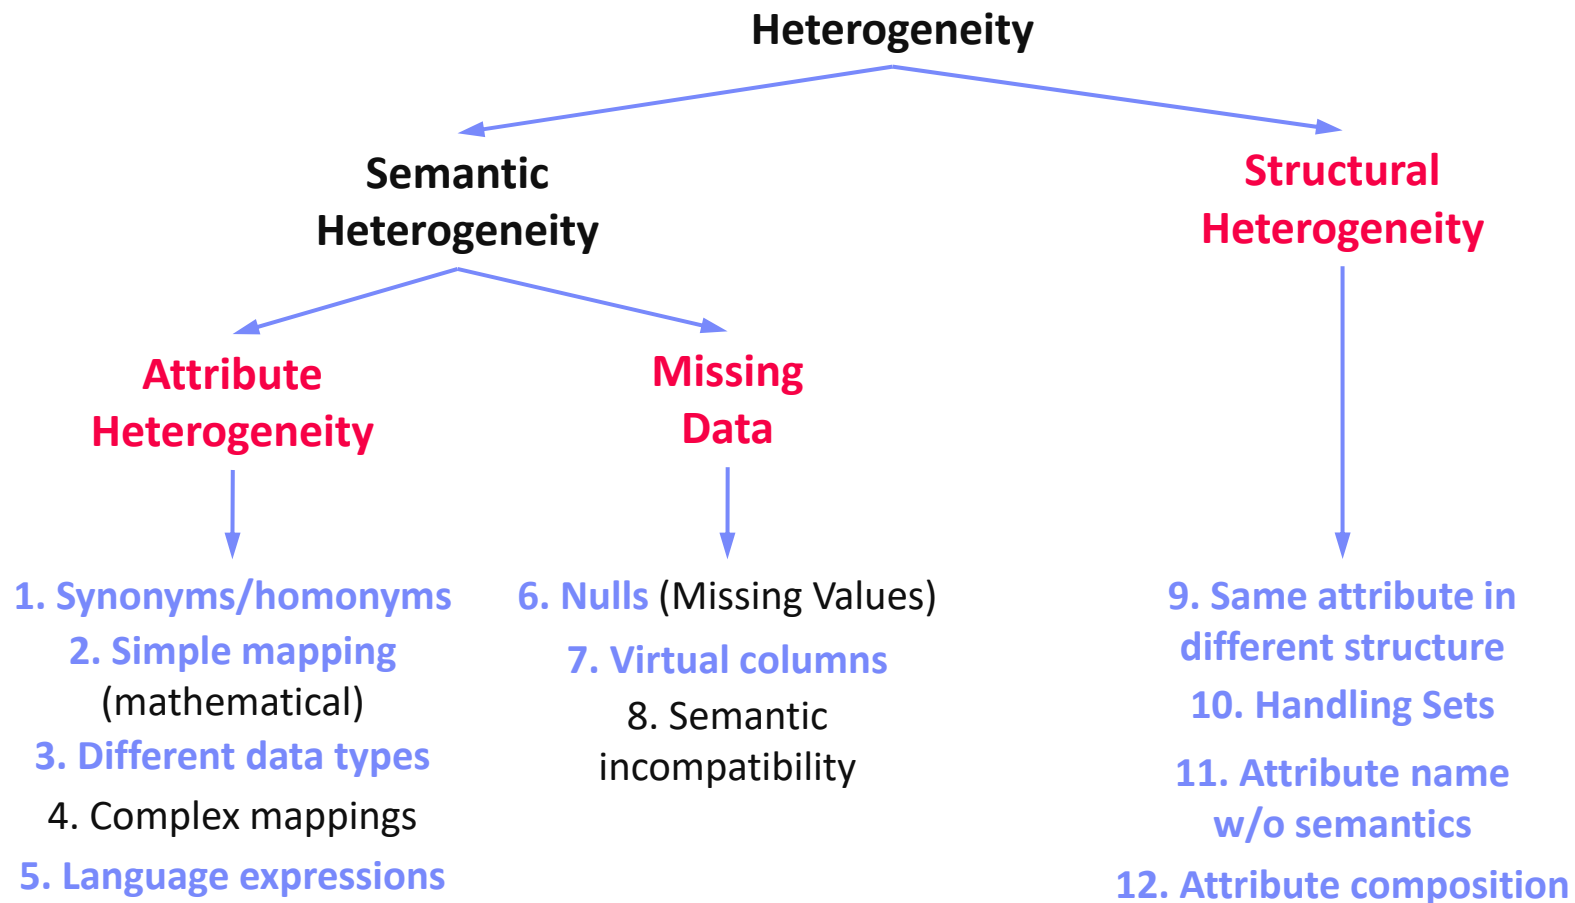 Heterogeneity
Semantic
Heterogeneity
Structural
Heterogeneity
Attribute
Heterogeneity
Missing
Data
1. Synonyms/homonyms
2. Simple mapping
(mathematical)
3. Different data types
4. Complex mappings
5. Language expressions
6. Nulls (Missing Values)
7. Virtual columns
8. Semantic
incompatibility
9. Same attribute in
different structure
10. Handling Sets
11. Attribute name
w/o semantics
12. Attribute composition